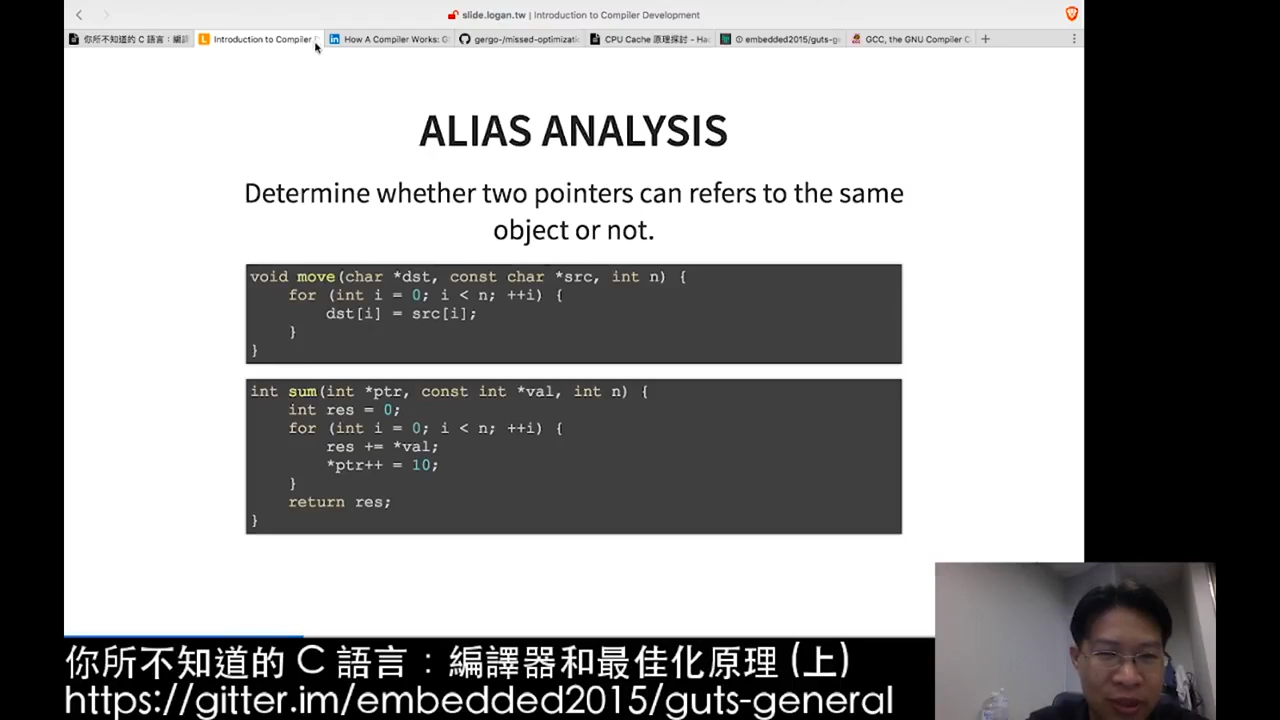 slide.logan.tw | Introduction to Compiler Development
你所不知道的 C 語言：編譯
Introduction to Compiler
How A Compiler Works: G
gergo-/missed-optimizati
CPU Cache 原理探討 - Hac
embedded2015/guts-g
GCC, the GNU Compiler C
ALIAS ANALYSIS
Determine whether two pointers can refers to the same
object or not.
void move(char *dst, const char *src, int n) {
for (int i = 0; i < n; ++i) {
dst[i] = src[i];
}
}
int sum(int *ptr, const int *val, int n) {
int res = 0;
for (int i = 0; i < n; ++i) {
res += *val;
*ptr++ = 10;
}
return res;
}
你所不知道的 C 語言：編譯器和最佳化原理 (上)
https://gitter.im/embedded2015/guts-general